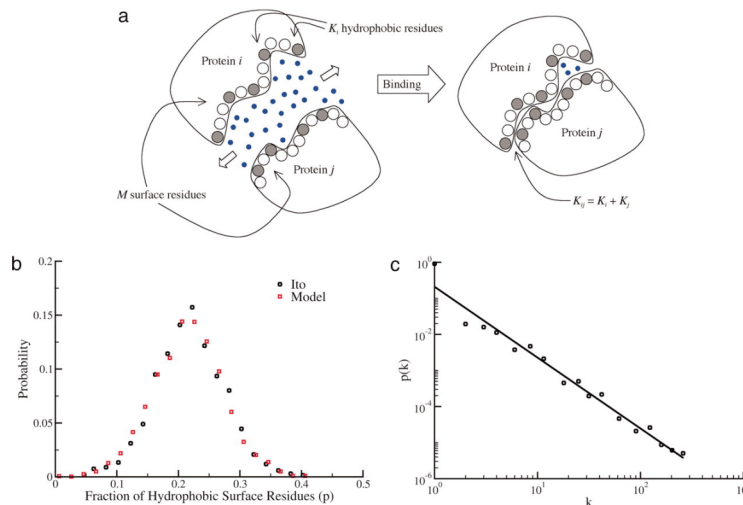 a
K_i hydrophobic residues
Protein i
Protein j
M surface residues
Binding
Protein i
Protein j
K_ij = K_i + K_j
b
0.2
0.15
0.1
0.05
0
Probability
Ito
Model
0
0.1
0.2
0.3
0.4
0.5
Fraction of Hydrophobic Surface Residues (p)
c
10^0
10^-2
10^-4
10^-6
p(k)
10^0
10^1
10^2
k